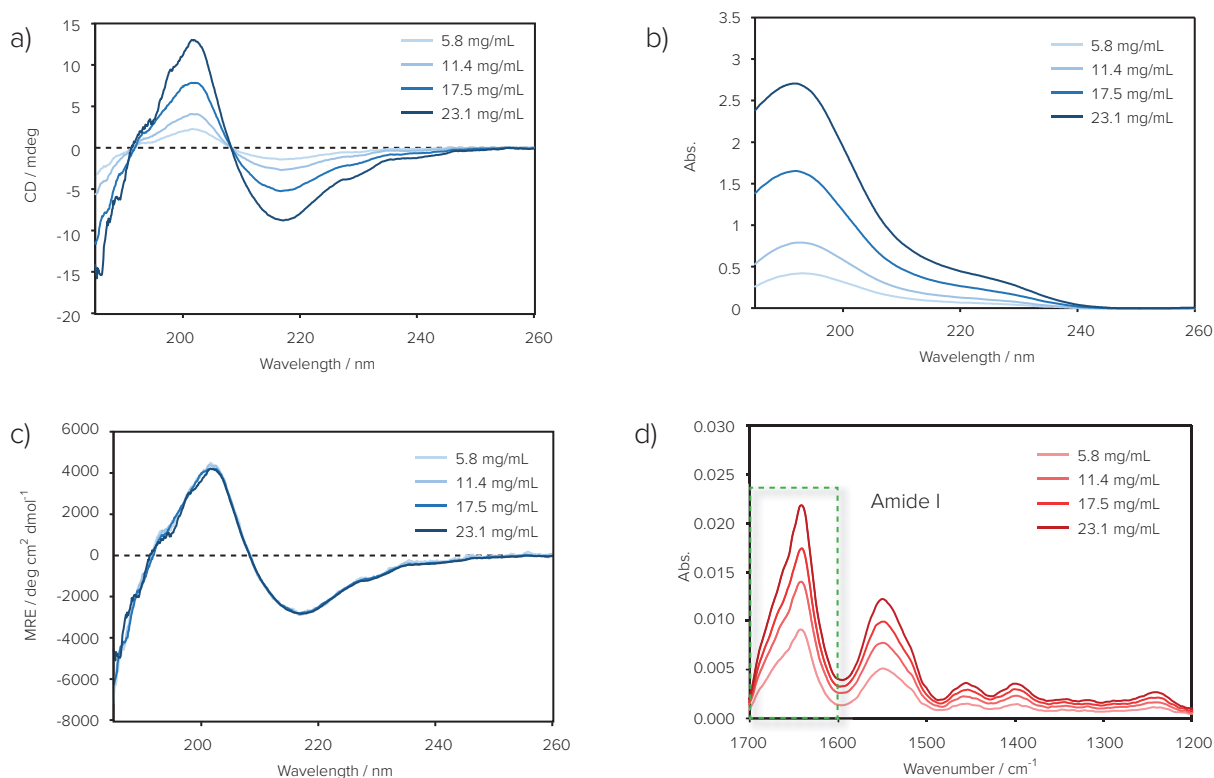 a)
15
10
5
0
-5
-10
-15
-20
CD / mdeg
5.8 mg/mL
11.4 mg/mL
17.5 mg/mL
23.1 mg/mL
200
220
240
260
Wavelength / nm
b)
3.5
3
2.5
2
1.5
1
0.5
0
Abs.
5.8 mg/mL
11.4 mg/mL
17.5 mg/mL
23.1 mg/mL
200
220
240
260
Wavelength / nm
c)
6000
4000
2000
0
-2000
-4000
-6000
-8000
MRE / deg cm² dmol⁻¹
5.8 mg/mL
11.4 mg/mL
17.5 mg/mL
23.1 mg/mL
200
220
240
260
Wavelength / nm
d)
0.030
0.025
0.020
0.015
0.010
0.005
0.000
Abs.
5.8 mg/mL
11.4 mg/mL
17.5 mg/mL
23.1 mg/mL
Amide I
1700
1600
1500
1400
1300
1200
Wavenumber / cm⁻¹